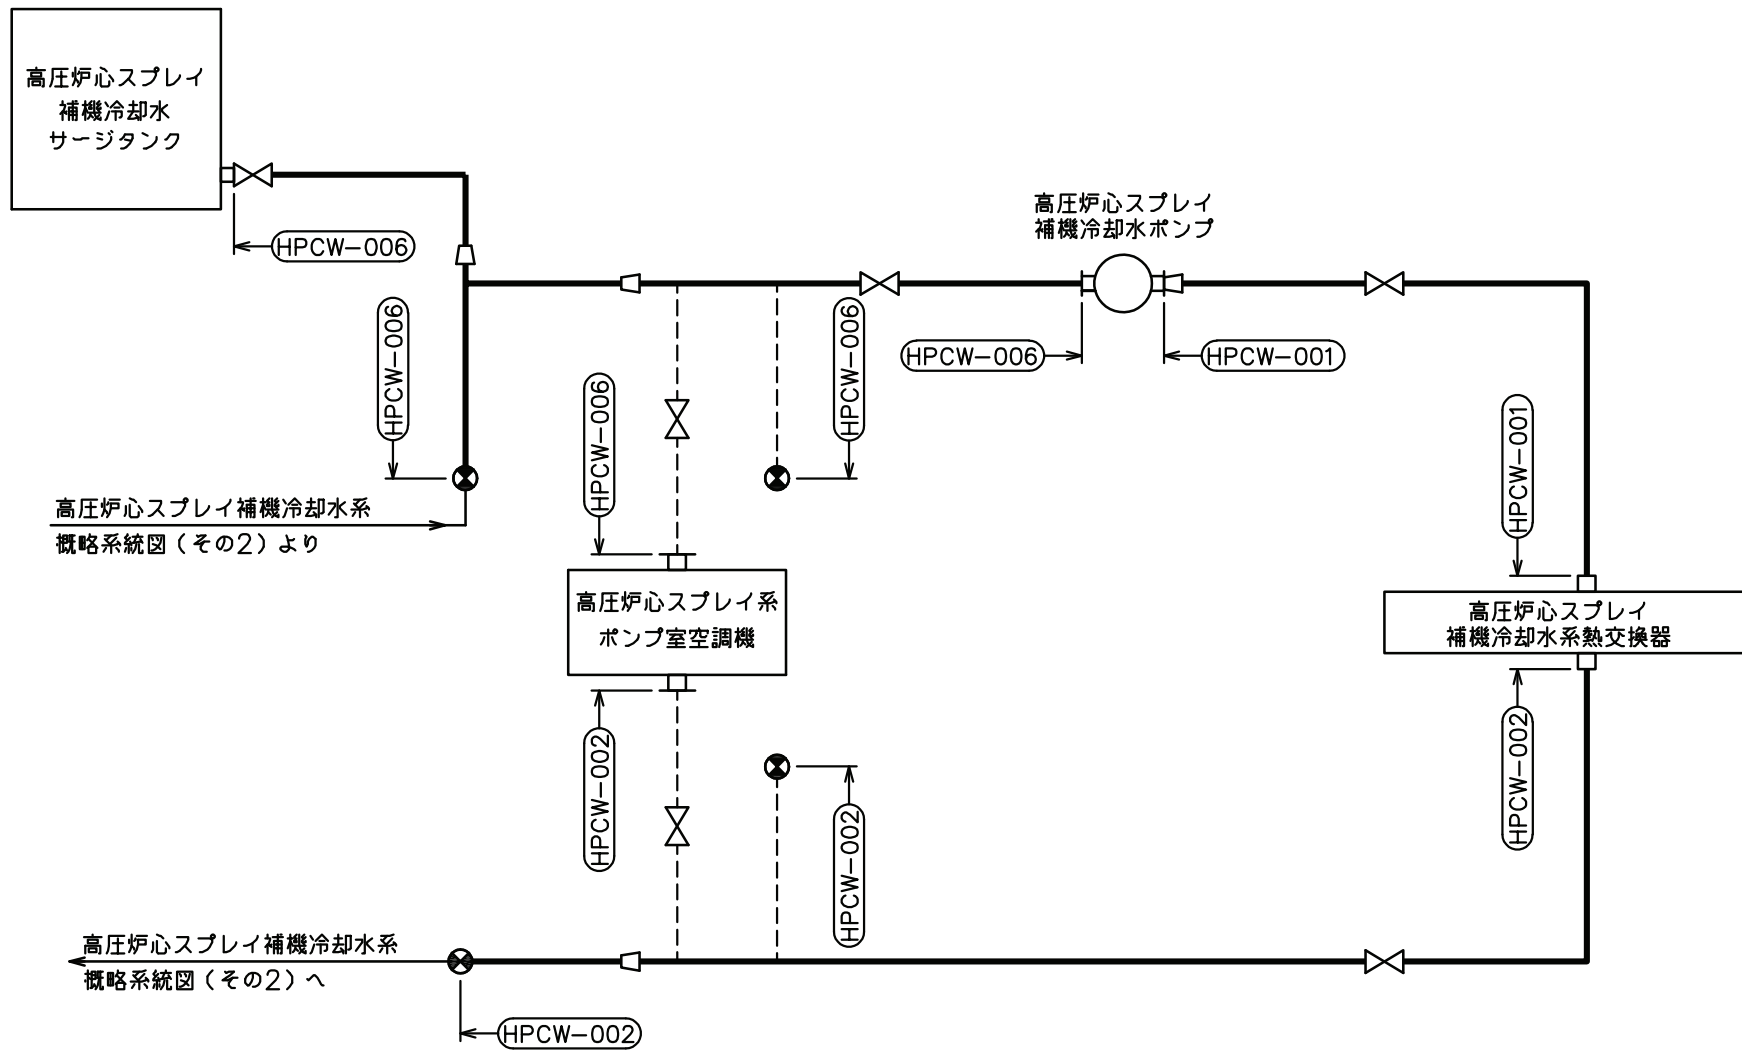 高圧炉心スプレイ
補機冷却水
サージタンク
HPCW-006
高圧炉心スプレイ
補機冷却水ポンプ
HPCW-006
HPCW-006
HPCW-006
HPCW-001
HPCW-006
HPCW-001
高圧炉心スプレイ補機冷却水系
概略系統図（その2）より
高圧炉心スプレイ系
ポンプ室空調機
高圧炉心スプレイ
補機冷却水系熱交換器
HPCW-002
HPCW-002
HPCW-002
高圧炉心スプレイ補機冷却水系
概略系統図（その2）へ
HPCW-002